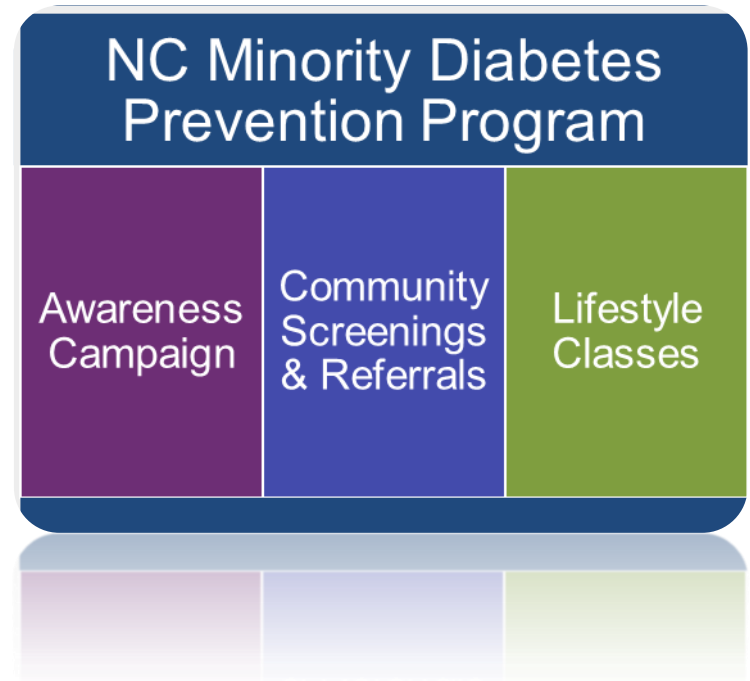 NC Minority Diabetes
Prevention Program
Awareness
Campaign
Community
Screenings
& Referrals
Lifestyle
Classes